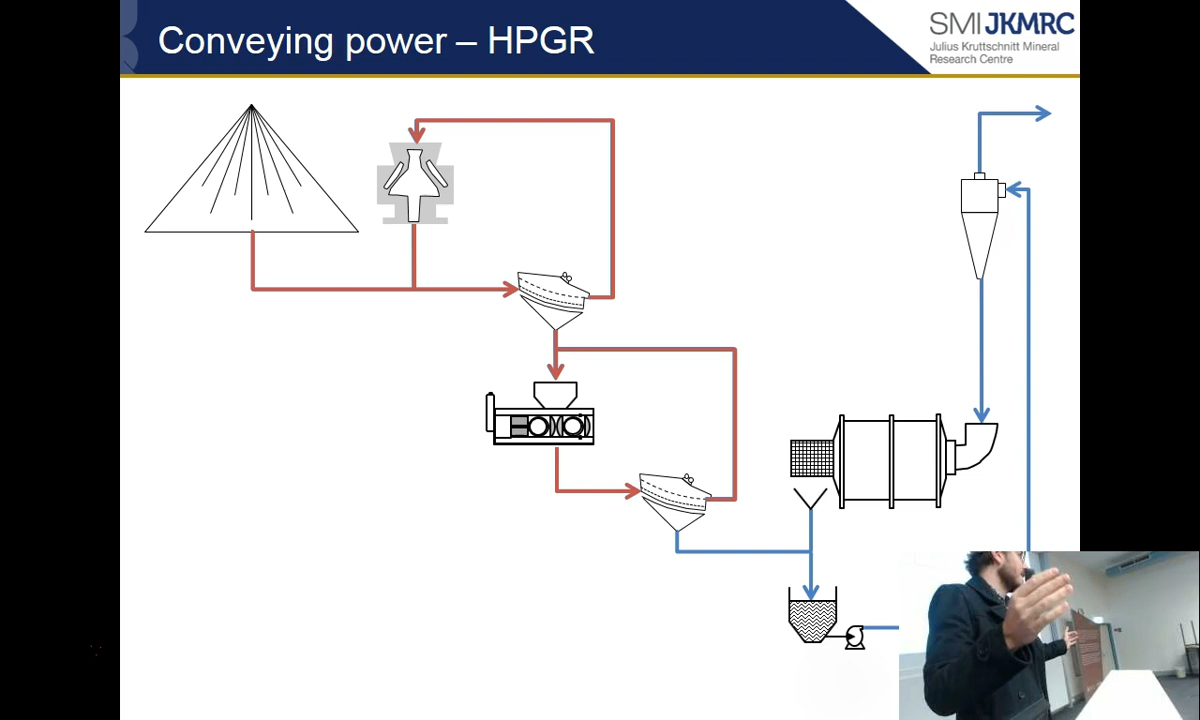 Conveying power – HPGR
SMI JKMRC
Julius Kruttschnitt Mineral
Research Centre